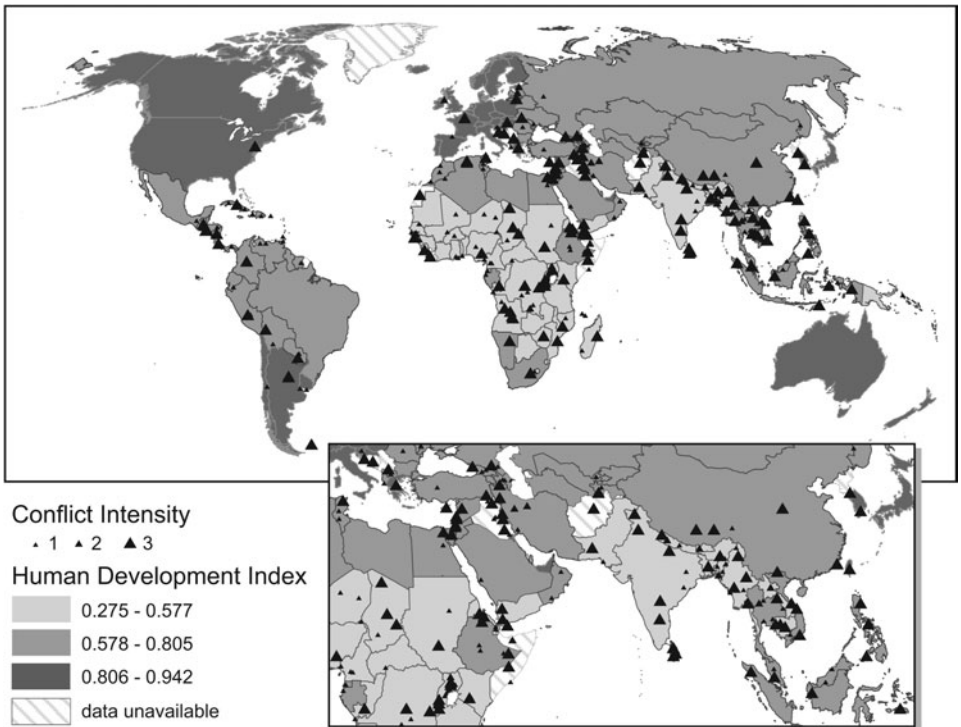 Conflict Intensity
1 2 3
Human Development Index
0.275 - 0.577
0.578 - 0.805
0.806 - 0.942
data unavailable